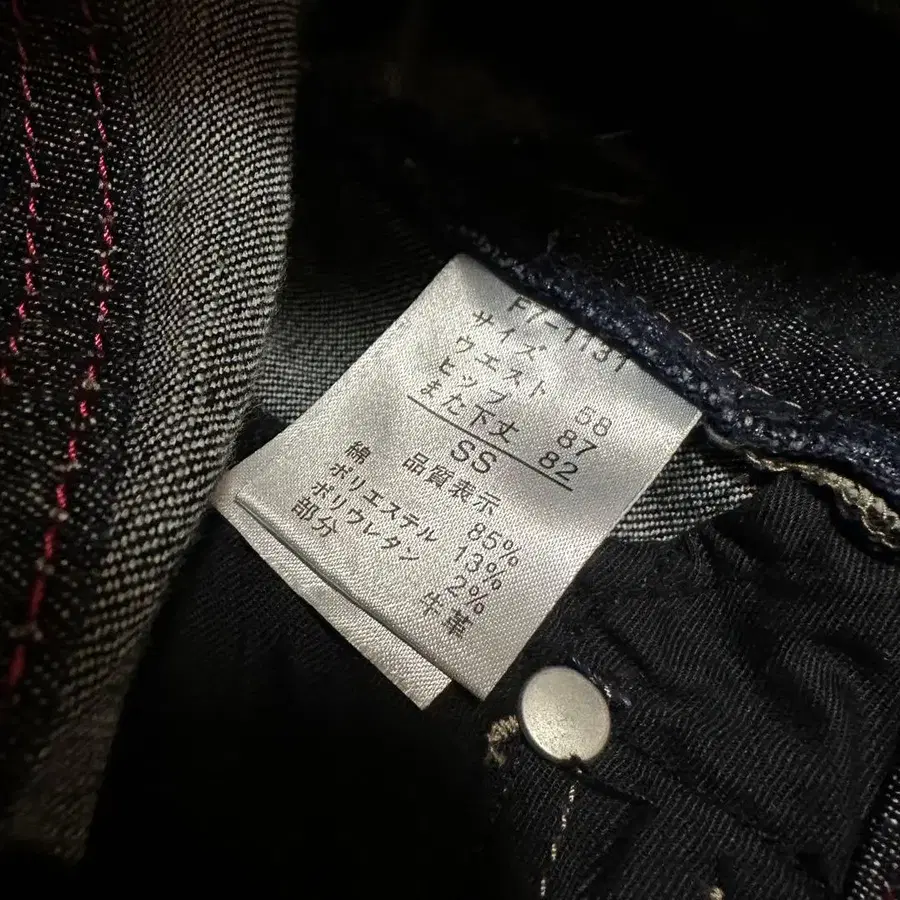 F7-1131
サイズ
ウエスト 58
ヒップ 87
また下丈 82
SS
品質表示
綿 85%
ポリエステル 13%
ポリウレタン 2%
部分 牛革